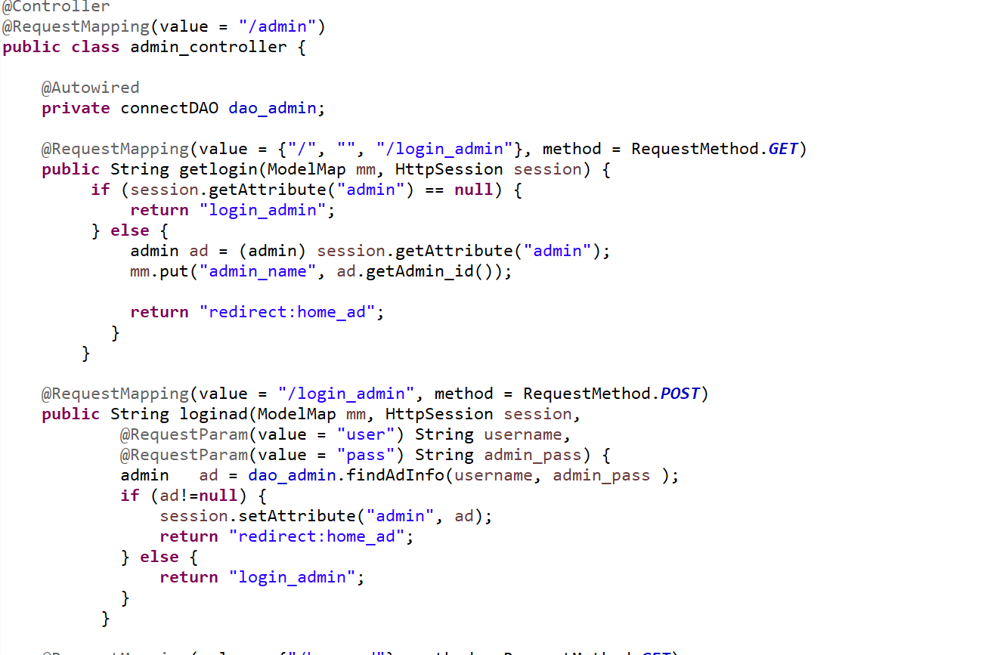 @Controller
@RequestMapping(value = "/admin")
public class admin_controller {
@Autowired
private connectDAO dao_admin;
@RequestMapping(value = {"/", "", "/login_admin"}, method = RequestMethod.GET)
public String getlogin(ModelMap mm, HttpSession session) {
if (session.getAttribute("admin") == null) {
return "login_admin";
} else {
admin ad = (admin) session.getAttribute("admin");
mm.put("admin_name", ad.getAdmin_id());
return "redirect:home_ad";
}
}
@RequestMapping(value = "/login_admin", method = RequestMethod.POST)
public String loginad(ModelMap mm, HttpSession session,
@RequestParam(value = "user") String username,
@RequestParam(value = "pass") String admin_pass) {
admin   ad = dao_admin.findAdInfo(username, admin_pass );
if (ad!=null) {
session.setAttribute("admin", ad);
return "redirect:home_ad";
} else {
return "login_admin";
}
}